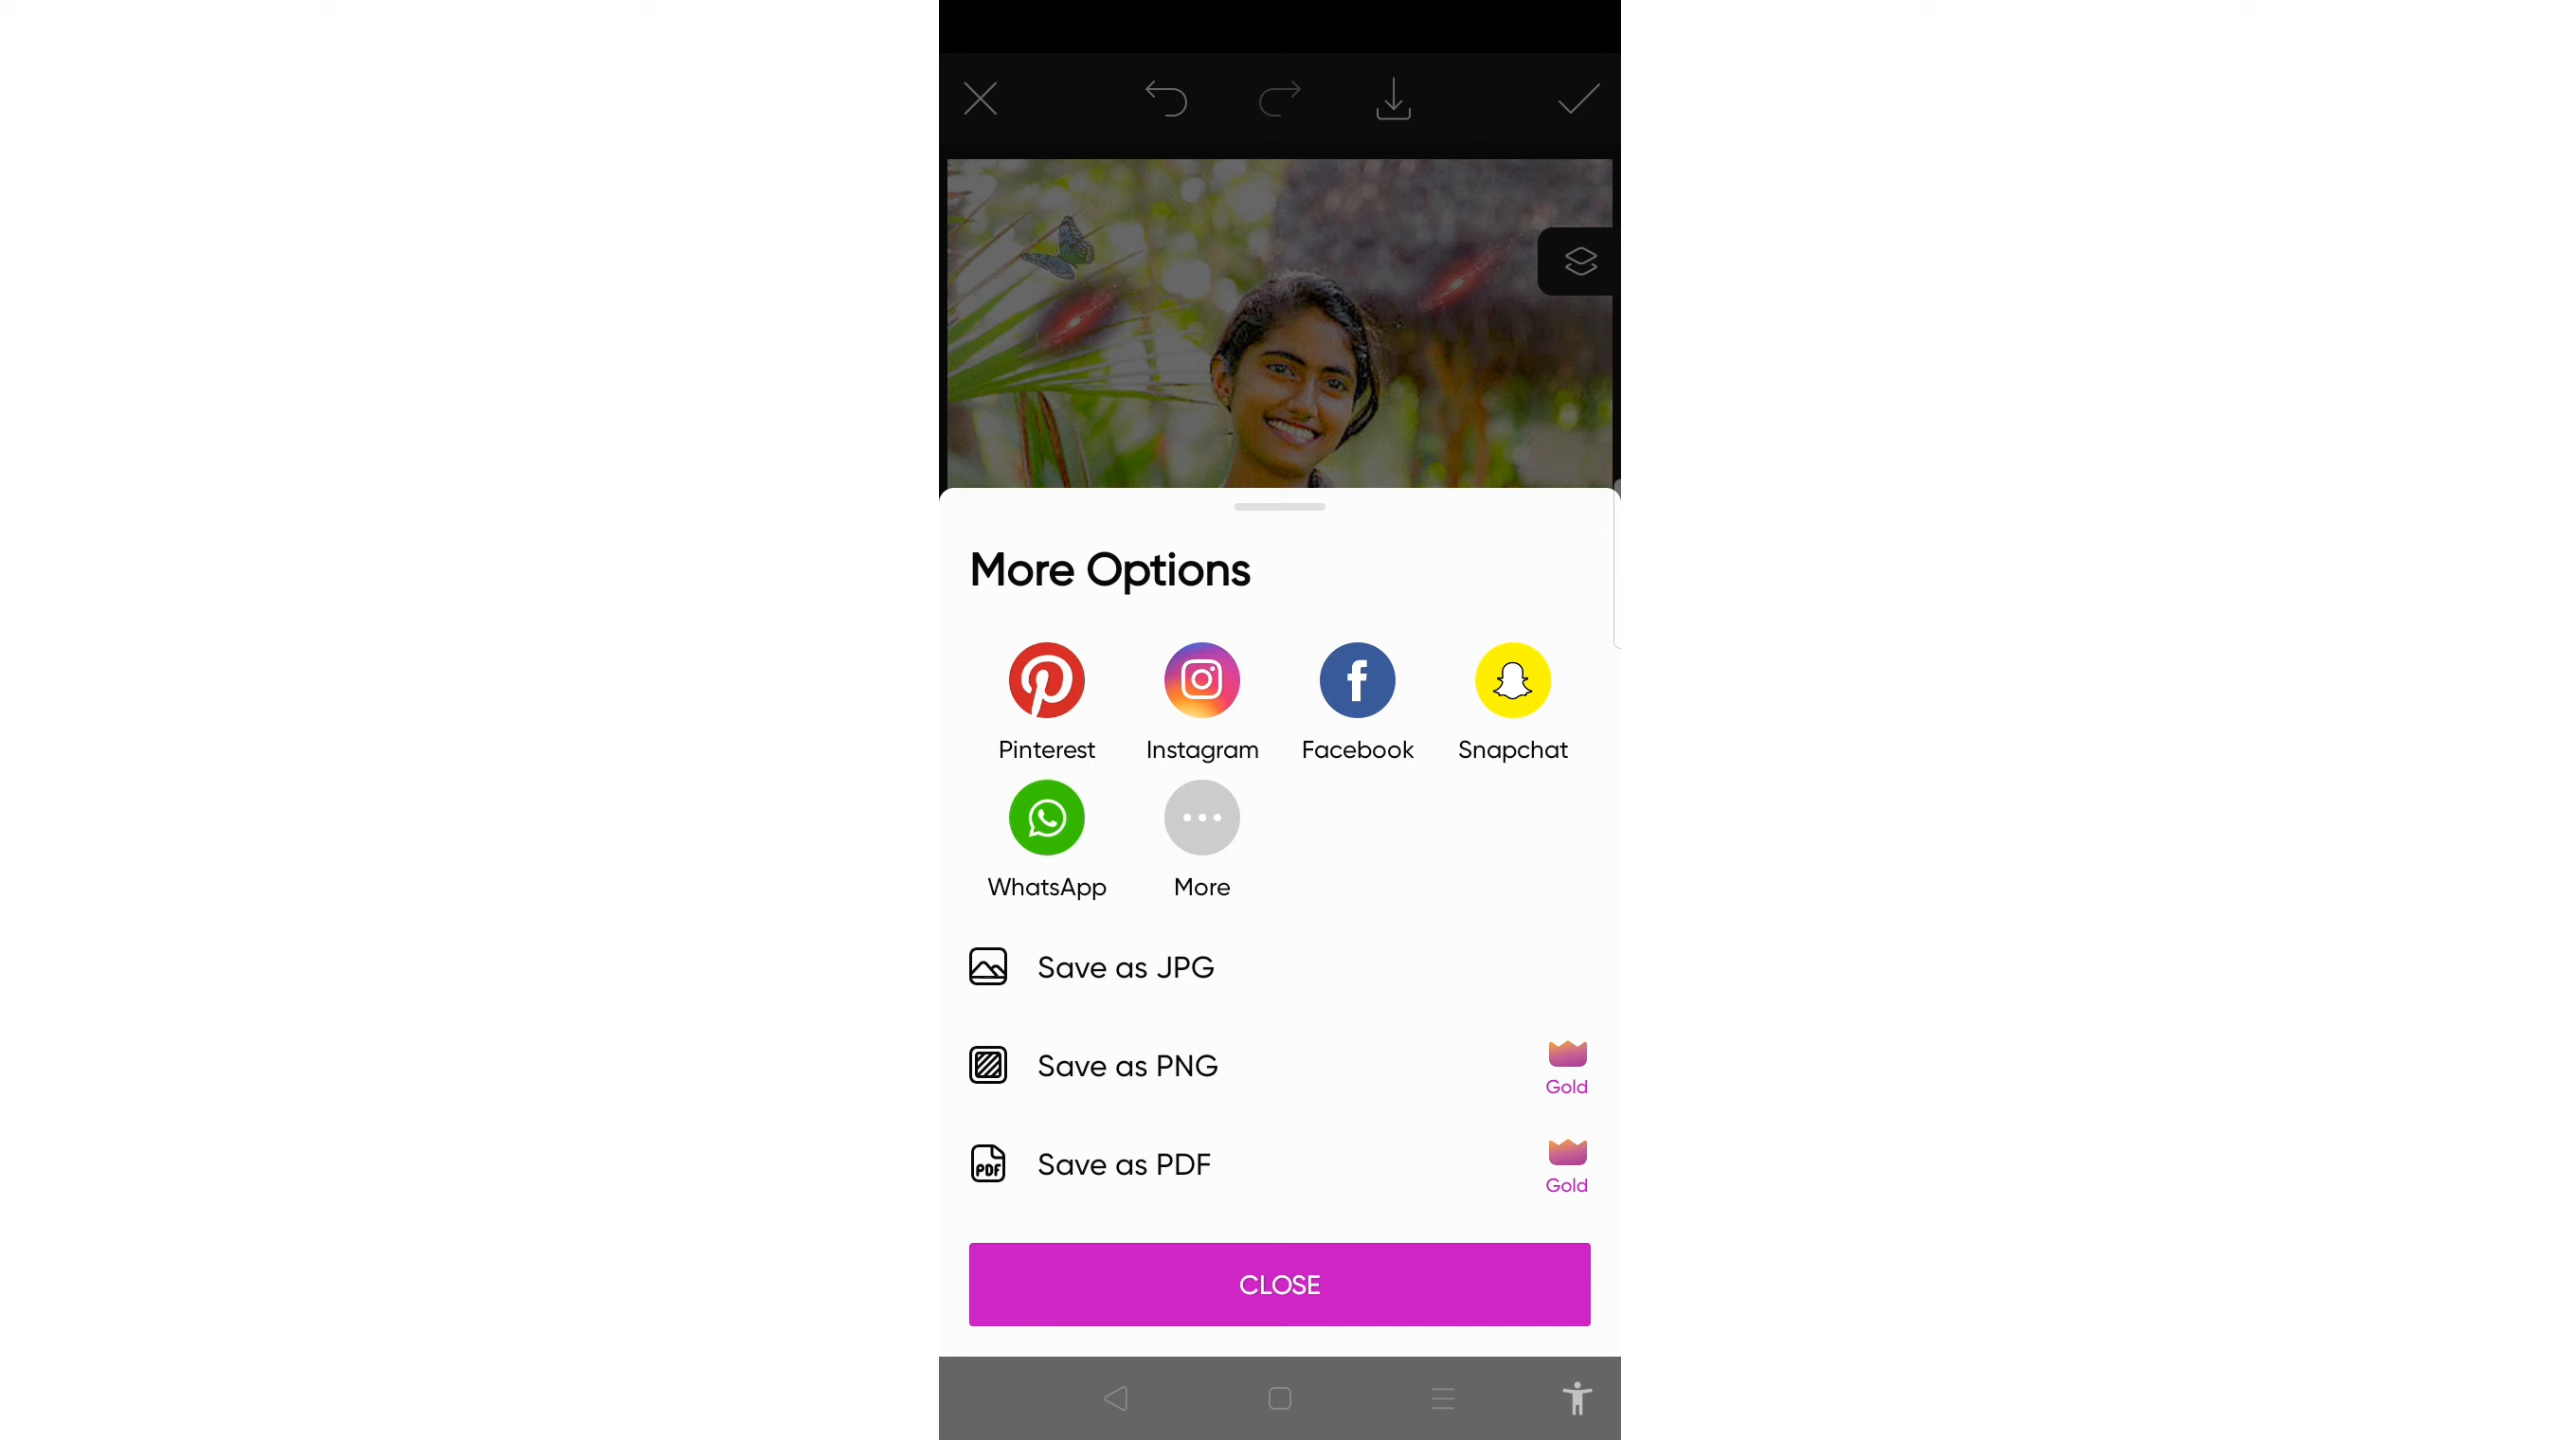 More Options
Pinterest Instagram Facebook Snapchat
WhatsApp More
Save as JPG
Save as PNG
Gold
PDF Save as PDF
Gold
CLOSE